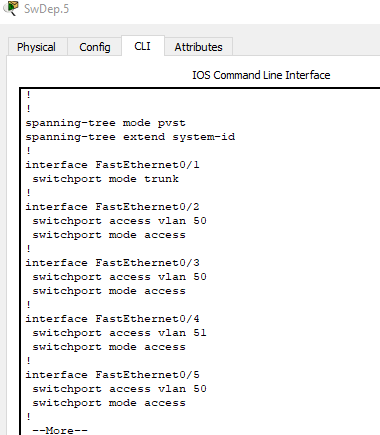 SwDep.5
Physical Config CLI Attributes
IOS Command Line Interface
!
!
spanning-tree mode pvst
spanning-tree extend system-id
!
interface FastEthernet0/1
 switchport mode trunk
!
interface FastEthernet0/2
 switchport access vlan 50
 switchport mode access
!
interface FastEthernet0/3
 switchport access vlan 50
 switchport mode access
!
interface FastEthernet0/4
 switchport access vlan 51
 switchport mode access
!
interface FastEthernet0/5
 switchport access vlan 50
 switchport mode access
!
 --More--